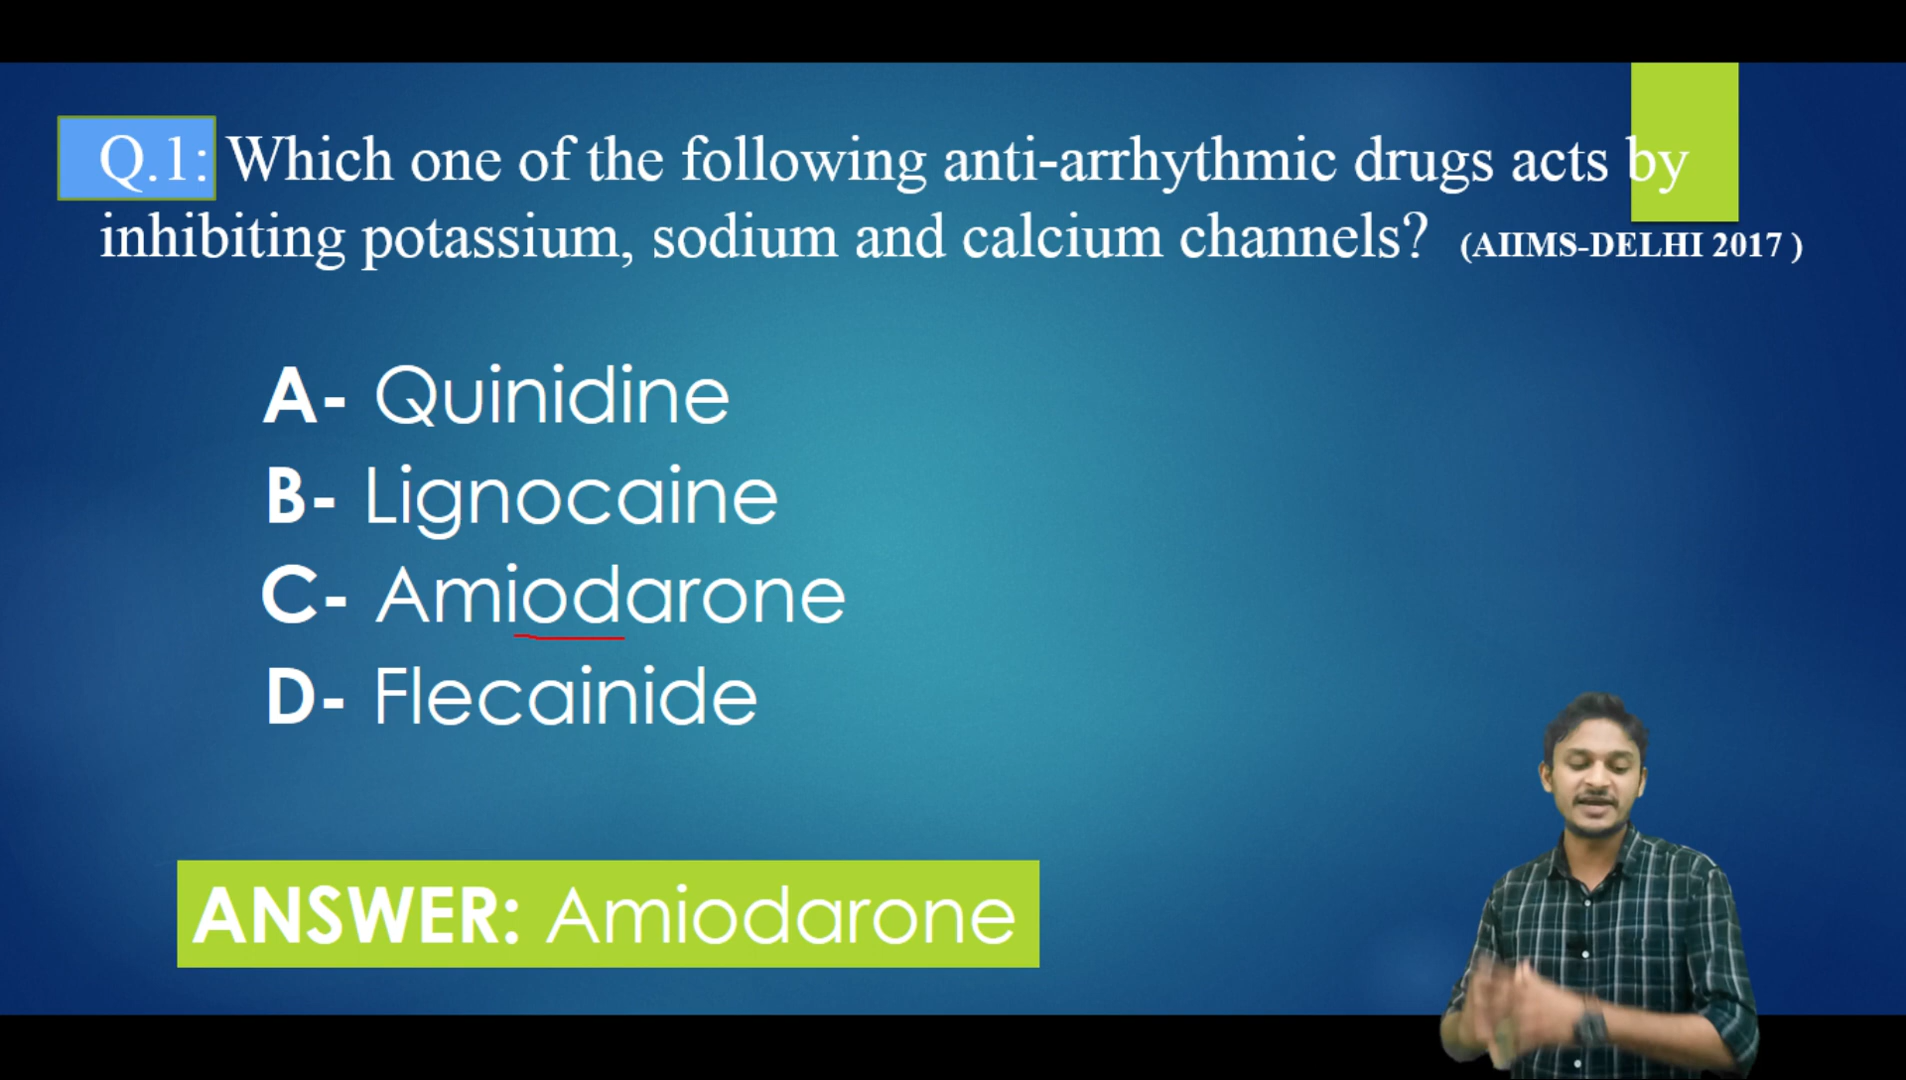 Q.1: Which one of the following anti-arrhythmic drugs acts by
inhibiting potassium, sodium and calcium channels? (AIIMS-DELHI 2017 )
A- Quinidine
B- Lignocaine
C- Amiodarone
D- Flecainide
ANSWER: Amiodarone